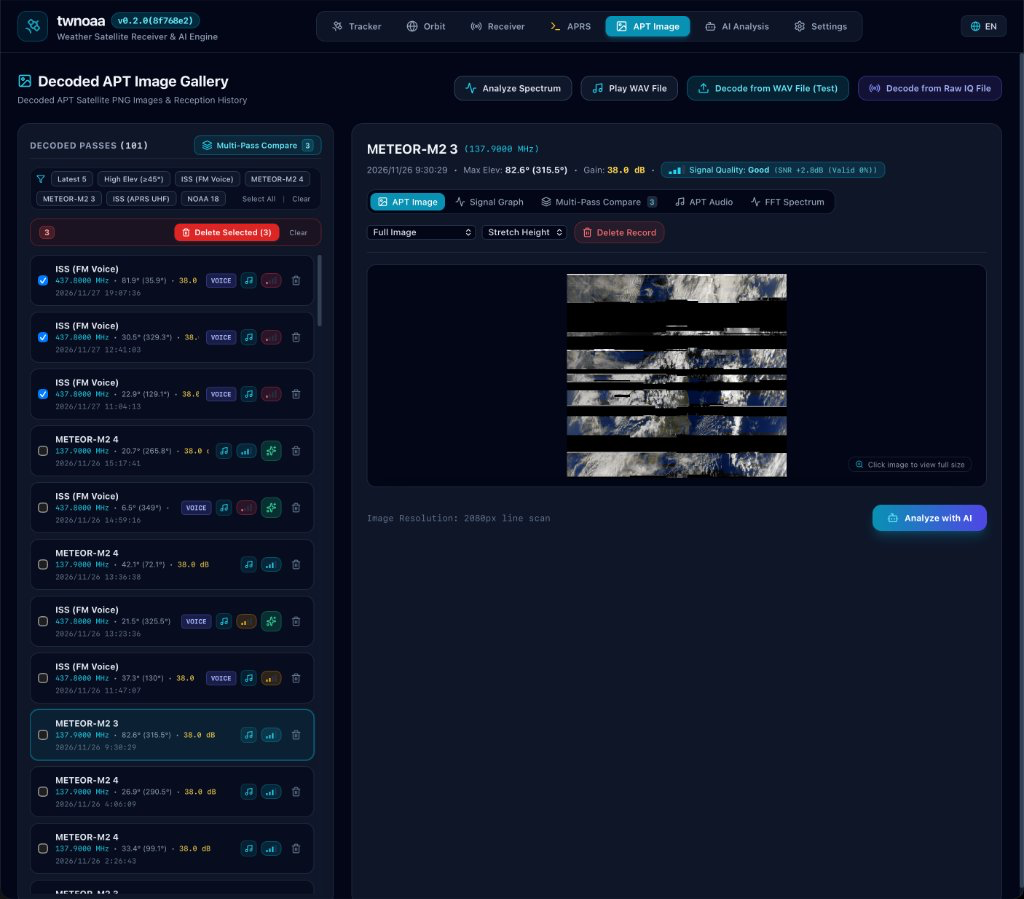 twnoaa v0.2.0(8f768e2)
Weather Satellite Receiver & AI Engine
Tracker Orbit Receiver APRS APT Image AI Analysis Settings
EN
Decoded APT Image Gallery
Decoded APT Satellite PNG Images & Reception History
Analyze Spectrum Play WAV File Decode from WAV File (Test) Decode from Raw IQ File
DECODED PASSES (101) Multi-Pass Compare 3
Latest 5 High Elev (≥45°) ISS (FM Voice) METEOR-M2 4
METEOR-M2 3 ISS (APRS UHF) NOAA 18 Select All | Clear
3 Delete Selected (3) Clear
ISS (FM Voice)
437.8000 MHz · 81.9° (35.9°) · 38.0 VOICE
2026/11/27 19:07:36
ISS (FM Voice)
437.8000 MHz · 30.5° (329.3°) · 38. VOICE
2026/11/27 12:41:03
ISS (FM Voice)
437.8000 MHz · 22.9° (129.1°) · 38.0 VOICE
2026/11/27 11:04:13
METEOR-M2 4
137.9000 MHz · 20.7° (265.8°) · 38.0
2026/11/26 15:17:41
ISS (FM Voice)
437.8000 MHz · 6.5° (349°) · VOICE
2026/11/26 14:59:16
METEOR-M2 4
137.9000 MHz · 42.1° (72.1°) · 38.0 dB
2026/11/26 13:36:38
ISS (FM Voice)
437.8000 MHz · 21.5° (325.5°) VOICE
2026/11/26 13:23:36
ISS (FM Voice)
437.8000 MHz · 37.3° (130°) · 38.0 VOICE
2026/11/26 11:47:07
METEOR-M2 3
137.9000 MHz · 82.6° (315.5°) · 38.0 dB
2026/11/26 9:30:29
METEOR-M2 4
137.9000 MHz · 26.9° (290.5°) · 38.0 dB
2026/11/26 4:06:09
METEOR-M2 4
137.9000 MHz · 33.4° (99.1°) · 38.0 dB
2026/11/26 2:26:43
METEOR-M2 3
METEOR-M2 3 (137.9000 MHz)
2026/11/26 9:30:29 · Max Elev: 82.6° (315.5°) · Gain: 38.0 dB · Signal Quality: Good (SNR +2.8dB (Valid 0%))
APT Image Signal Graph Multi-Pass Compare 3 APT Audio FFT Spectrum
Full Image Stretch Height Delete Record
Click image to view full size
Image Resolution: 2080px line scan
Analyze with AI